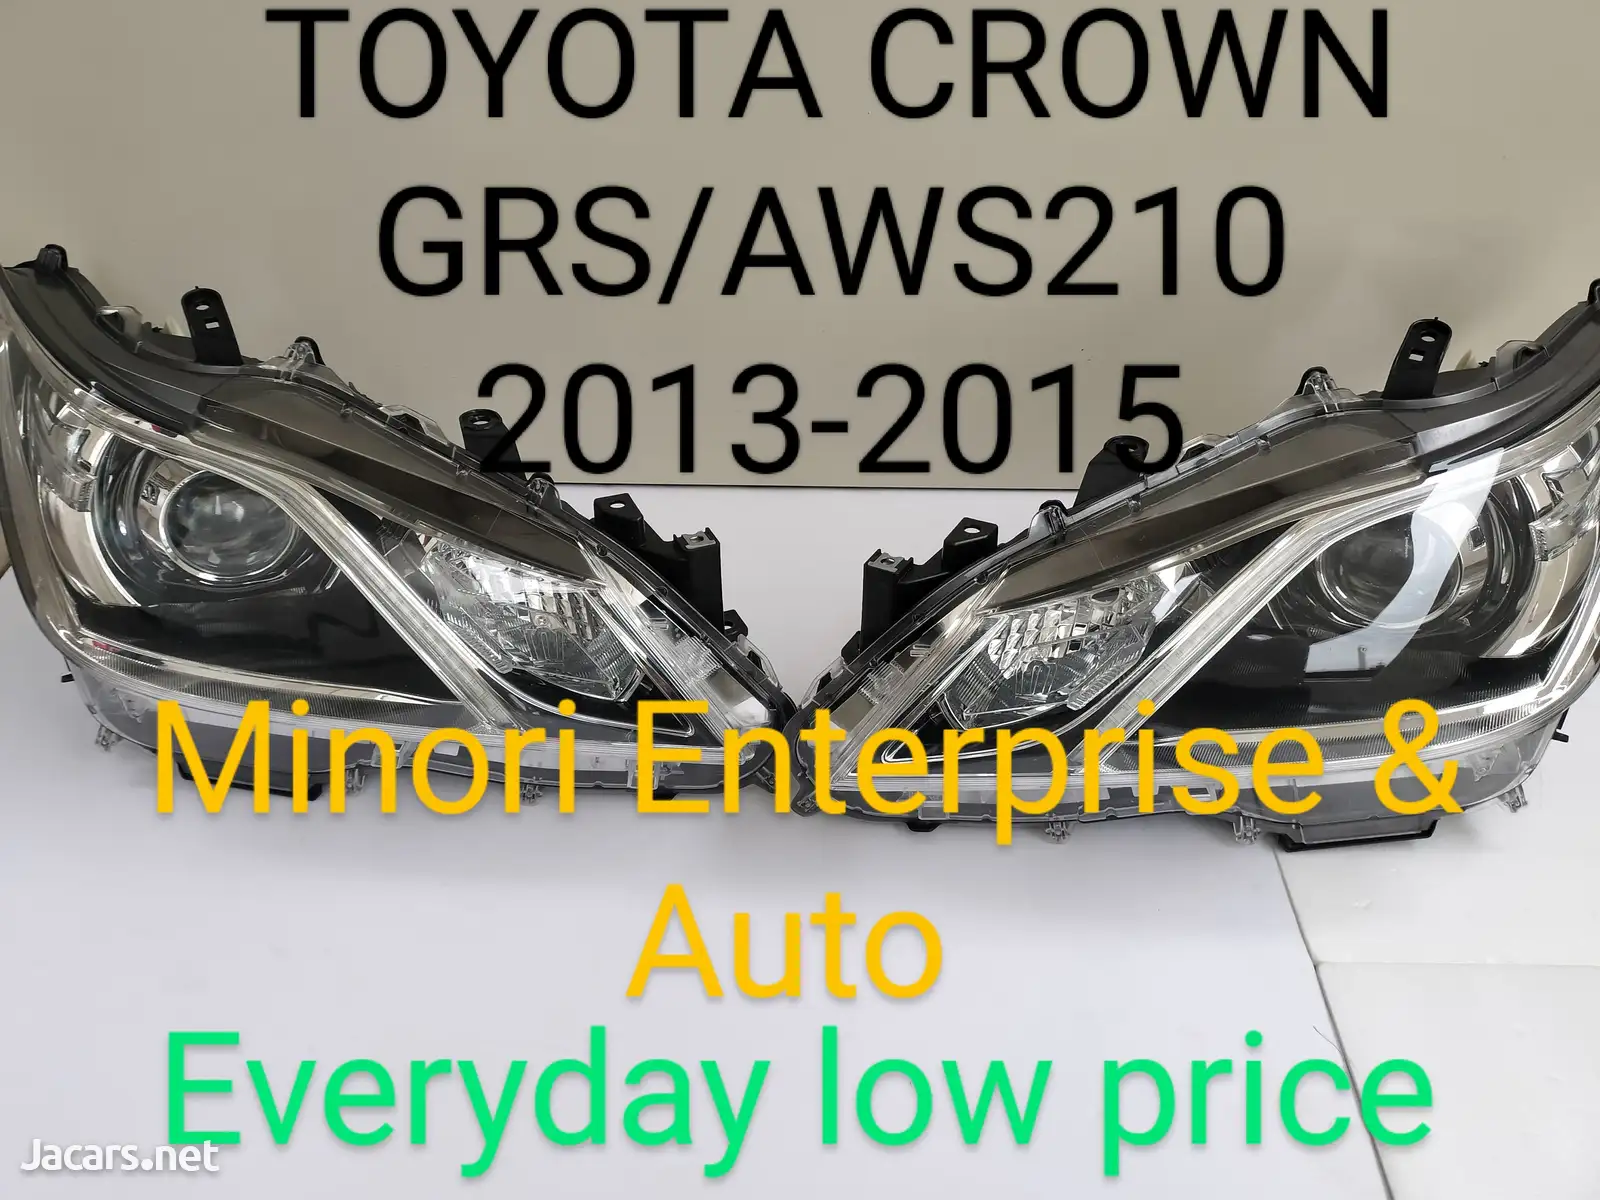 TOYOTA CROWN
GRS/AWS210
2013-2015
Minori Enterprise &
Auto
Everyday low price
Jacars.net